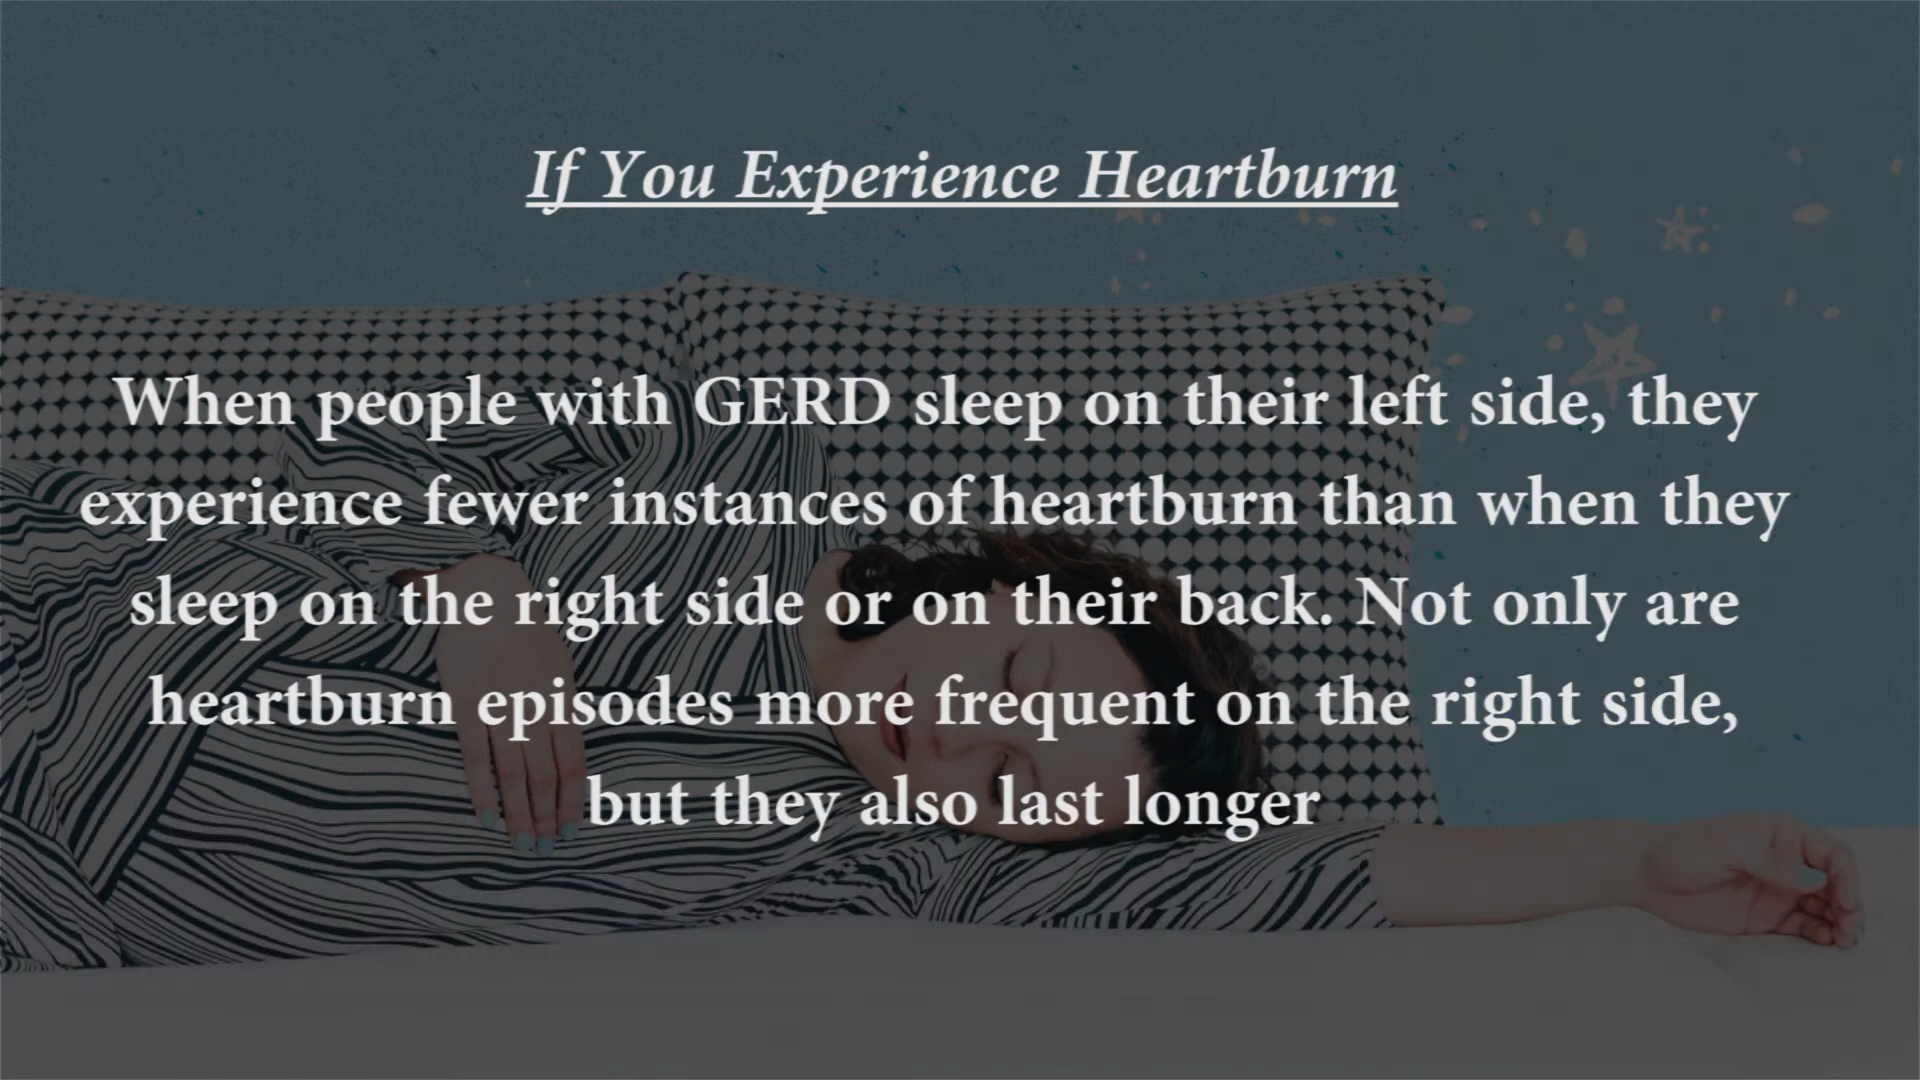 If You Experience Heartburn
When people with GERD sleep on their left side, they
experience fewer instances of heartburn than when they
sleep on the right side or on their back. Not only are
heartburn episodes more frequent on the right side,
but they also last longer